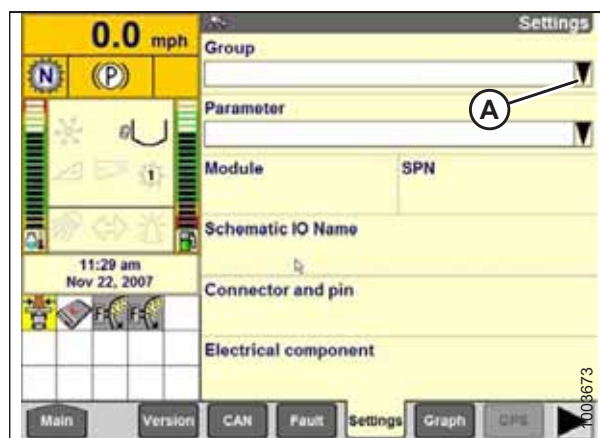 0.0 mph
Settings
Group
N
(P)
A
Parameter
1
Module
SPN
Schematic IO Name
11:29 am
Nov 22, 2007
Connector and pin
Electrical component
Main
Version
CAN
Fault
Settings
Graph
GPS
1003673